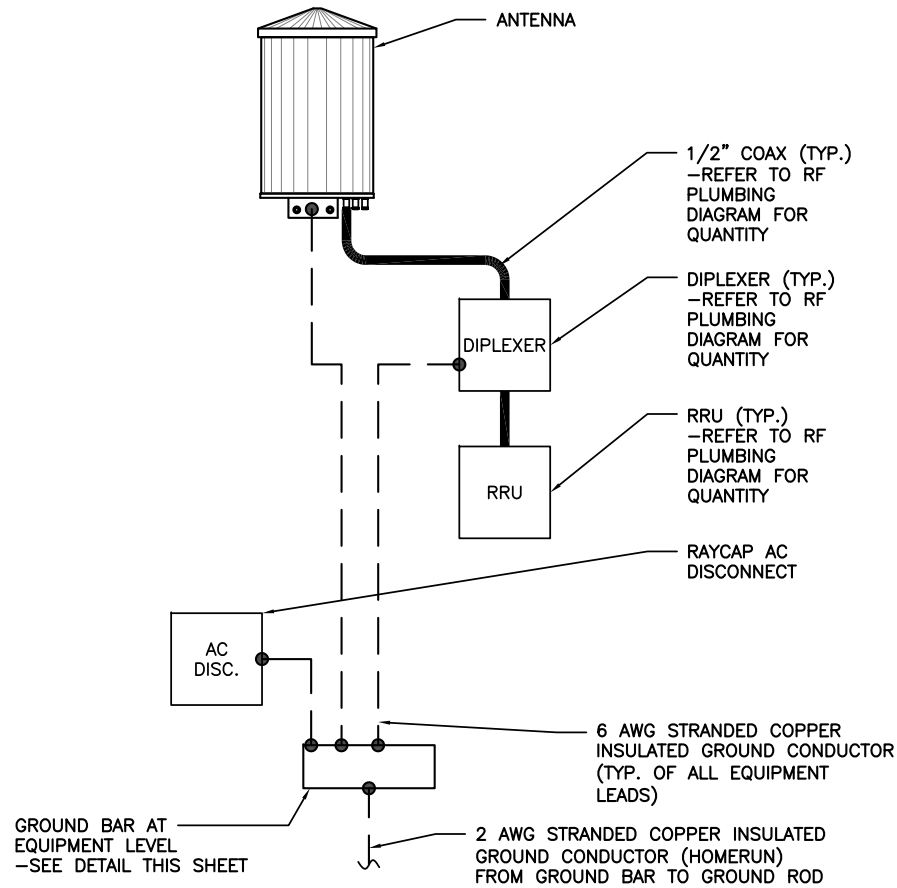 ANTENNA
1/2" COAX (TYP.)
-REFER TO RF
PLUMBING
DIAGRAM FOR
QUANTITY
DIPLEXER (TYP.)
-REFER TO RF
PLUMBING
DIAGRAM FOR
QUANTITY
DIPLEXER
RRU (TYP.)
-REFER TO RF
PLUMBING
DIAGRAM FOR
QUANTITY
RRU
RAYCAP AC
DISCONNECT
AC
DISC.
6 AWG STRANDED COPPER
INSULATED GROUND CONDUCTOR
(TYP. OF ALL EQUIPMENT
LEADS)
GROUND BAR AT
EQUIPMENT LEVEL
-SEE DETAIL THIS SHEET
2 AWG STRANDED COPPER INSULATED
GROUND CONDUCTOR (HOMERUN)
FROM GROUND BAR TO GROUND ROD